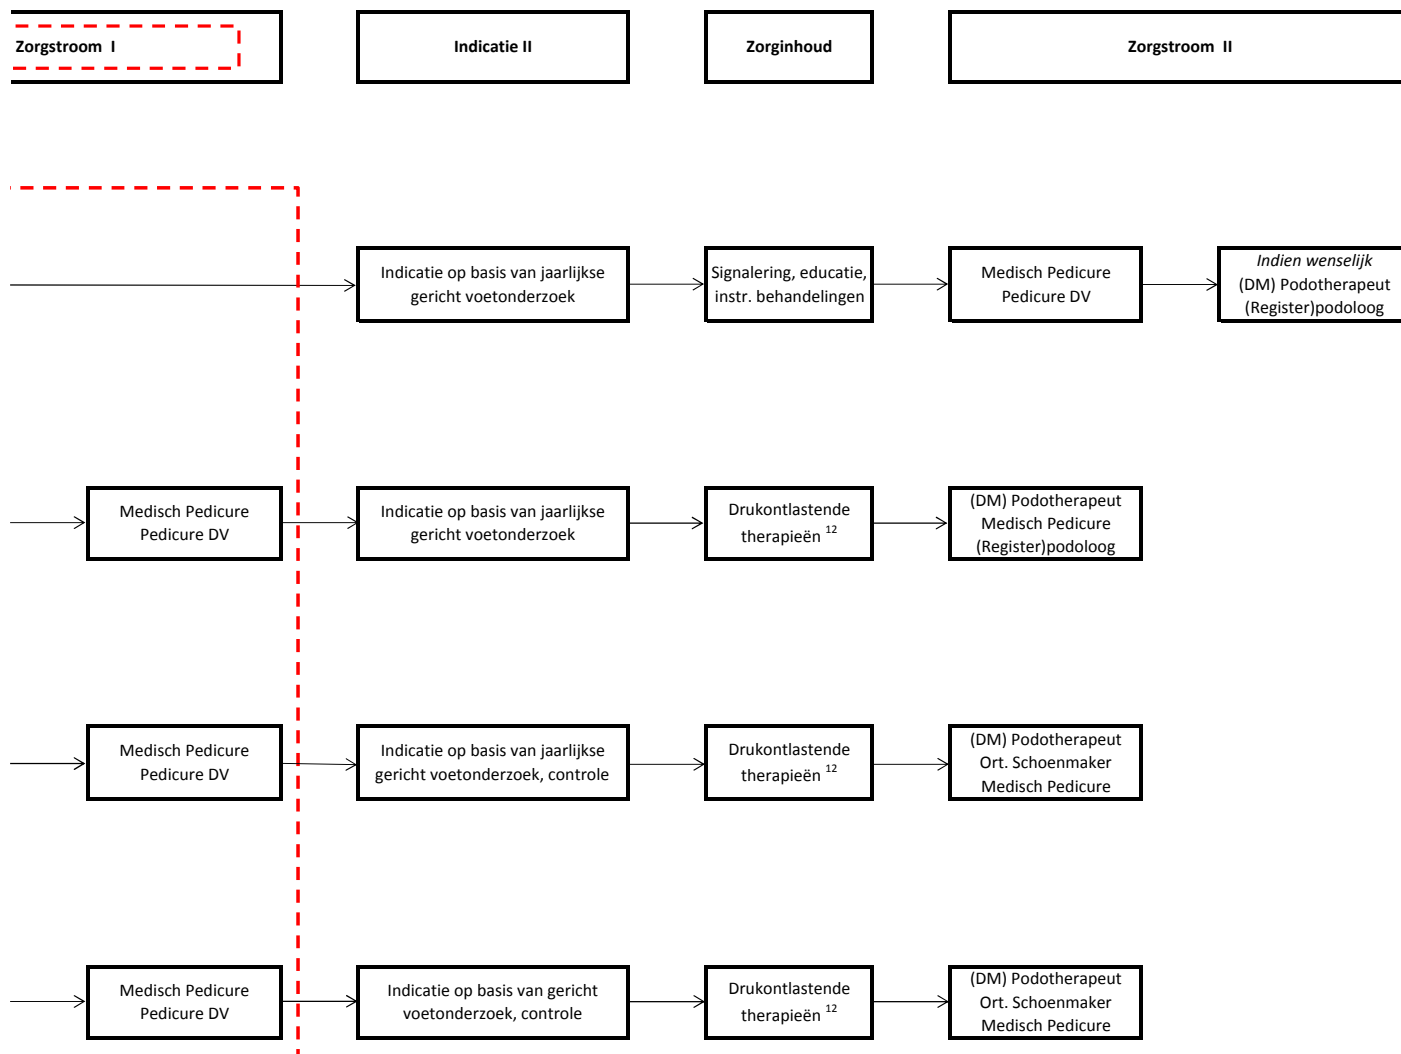 Zorgstroom I
Indicatie II
Zorginhoud
Zorgstroom II
Indicatie op basis van jaarlijkse
gericht voetonderzoek
Signalering, educatie,
instr. behandelingen
Medisch Pedicure
Pedicure DV
Indien wenselijk
(DM) Podotherapeut
(Register)podoloog
Medisch Pedicure
Pedicure DV
Indicatie op basis van jaarlijkse
gericht voetonderzoek
Drukontlastende
therapieën 12
(DM) Podotherapeut
Medisch Pedicure
(Register)podoloog
Medisch Pedicure
Pedicure DV
Indicatie op basis van jaarlijkse
gericht voetonderzoek, controle
Drukontlastende
therapieën 12
(DM) Podotherapeut
Ort. Schoenmaker
Medisch Pedicure
Medisch Pedicure
Pedicure DV
Indicatie op basis van gericht
voetonderzoek, controle
Drukontlastende
therapieën 12
(DM) Podotherapeut
Ort. Schoenmaker
Medisch Pedicure